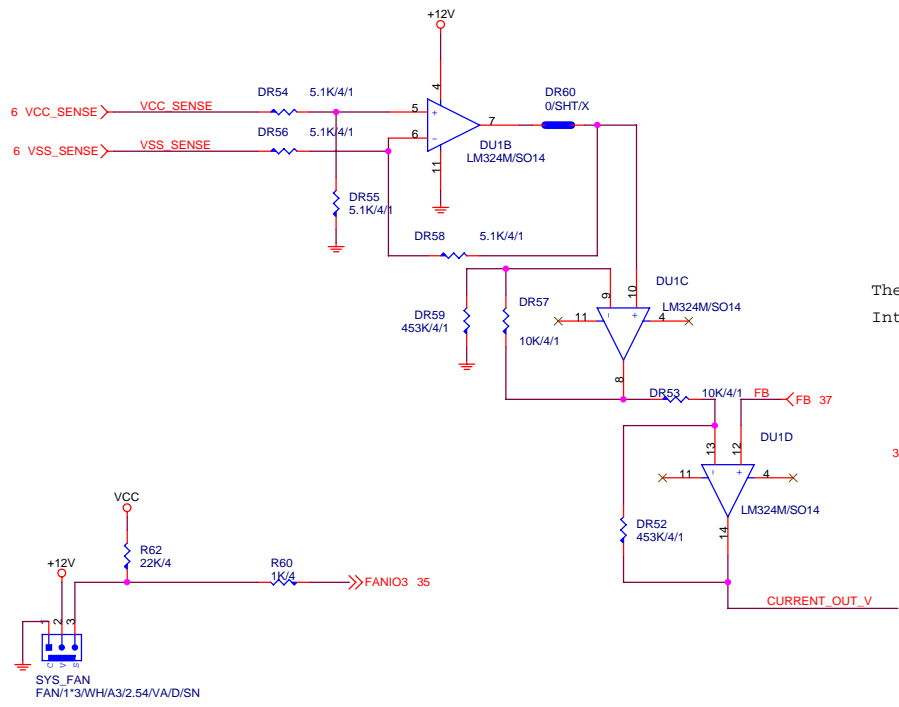 +12V
DR54 5.1K/4/1
DR60
0/SHT/X
6 VCC_SENSE VCC_SENSE
4
5
+
7
DR56 5.1K/4/1
6
-
6 VSS_SENSE VSS_SENSE
DU1B
LM324M/SO14
11
DR55
5.1K/4/1
DR58 5.1K/4/1
DU1C
LM324M/SO14
The
Int
9
10
- +
DR57
DR59
453K/4/1
11
4
10K/4/1
8
DR53 10K/4/1
FB
FB 37
DU1D
13
12
- +
3
11
4
LM324M/SO14
VCC
DR52
453K/4/1
14
R62
22K/4
R60
1K/4
+12V
FANIO3 35
CURRENT_OUT_V
1
2
3
C
V
S
SYS_FAN
FAN/1*3/WH/A3/2.54/VA/D/SN